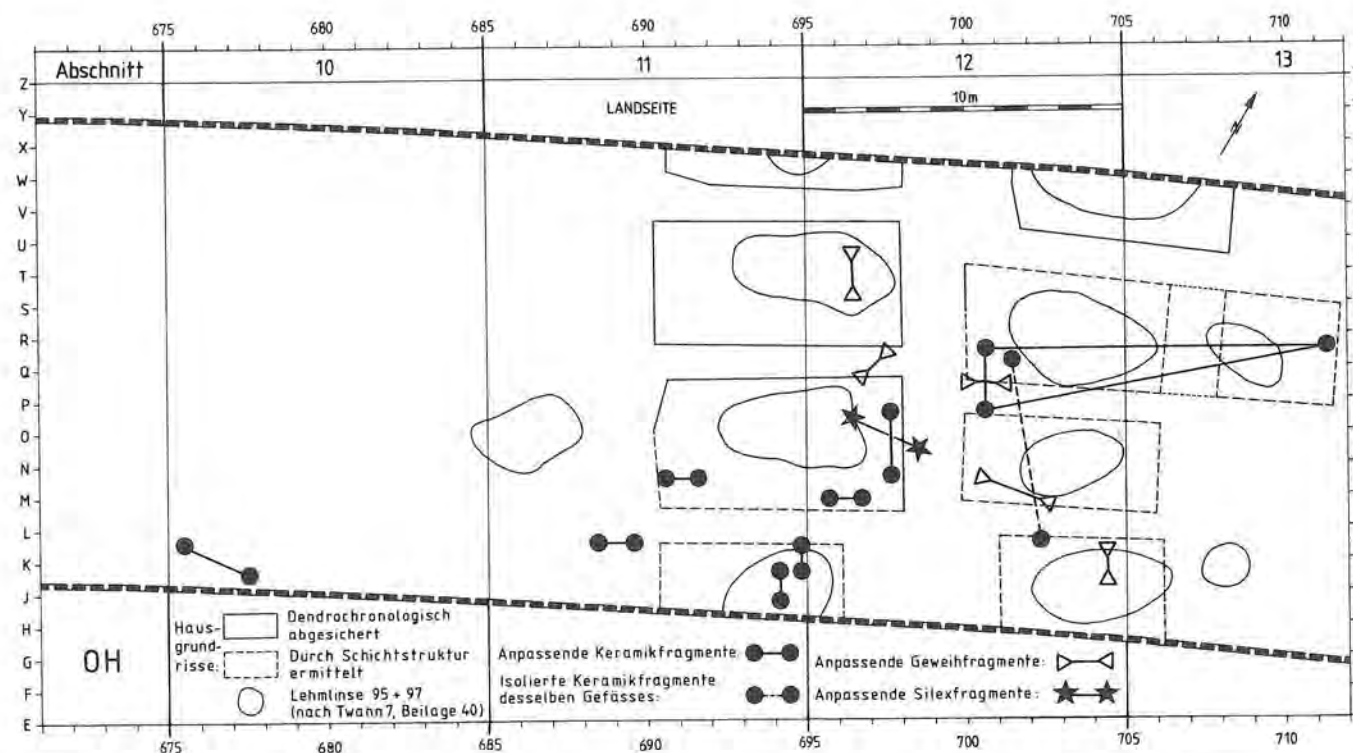 675 680 685 690 695 700 705 710
Abschnitt 10 11 12 13
Z
Y
X
W
V
U
T
S
R
Q
P
O
N
M
L
K
J
H
G
F
E
LANDSEITE
10m
N
OH
Haus-
grund-
risse:
Dendrochronologisch
abgesichert
Durch Schichtstruktur
ermittelt
Lehmlinse 95 + 97
(nach Twann 7, Beilage 40)
Anpassende Keramikfragmente:
Isolierte Keramikfragmente
desselben Gefässes:
Anpassende Geweihfragmente:
Anpassende Silexfragmente:
675 680 685 690 695 700 705 710